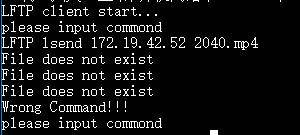 LFTP client start...
please input commond
LFTP lsend 172.19.42.52 2040.mp4
File does not exist
File does not exist
File does not exist
Wrong Command!!!
please input commond